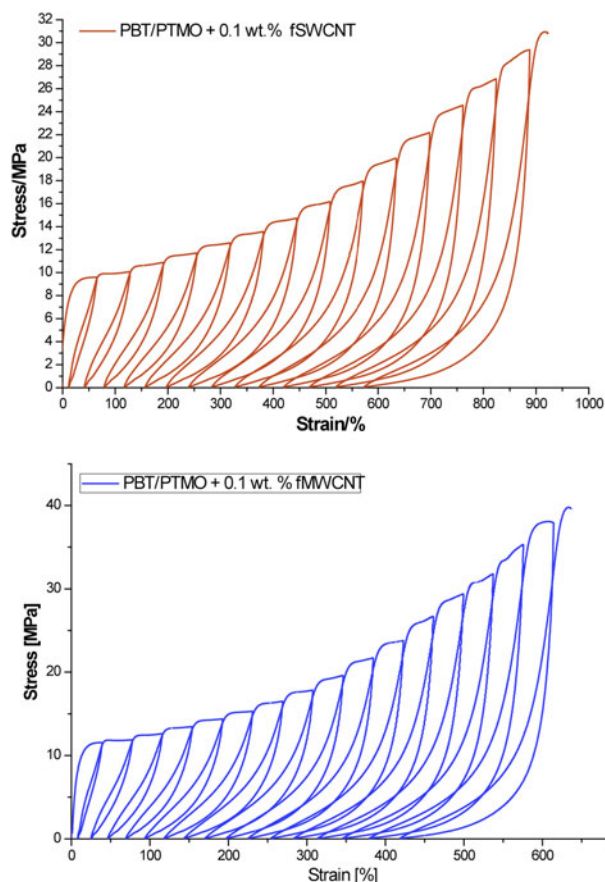 PBT/PTMO + 0.1 wt.% fSWCNT
Stress/MPa
32
30
28
26
24
22
20
18
16
14
12
10
8
6
4
2
0
0 100 200 300 400 500 600 700 800 900 1000
Strain/%
PBT/PTMO + 0.1 wt. % fMWCNT
Stress [MPa]
40
30
20
10
0
0 100 200 300 400 500 600
Strain [%]